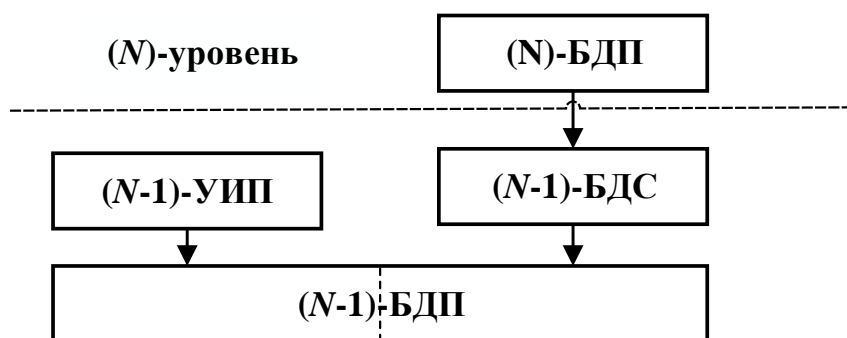 (N)-уровень
(N)-БДП
(N-1)-УИП
(N-1)-БДС
(N-1)-БДП